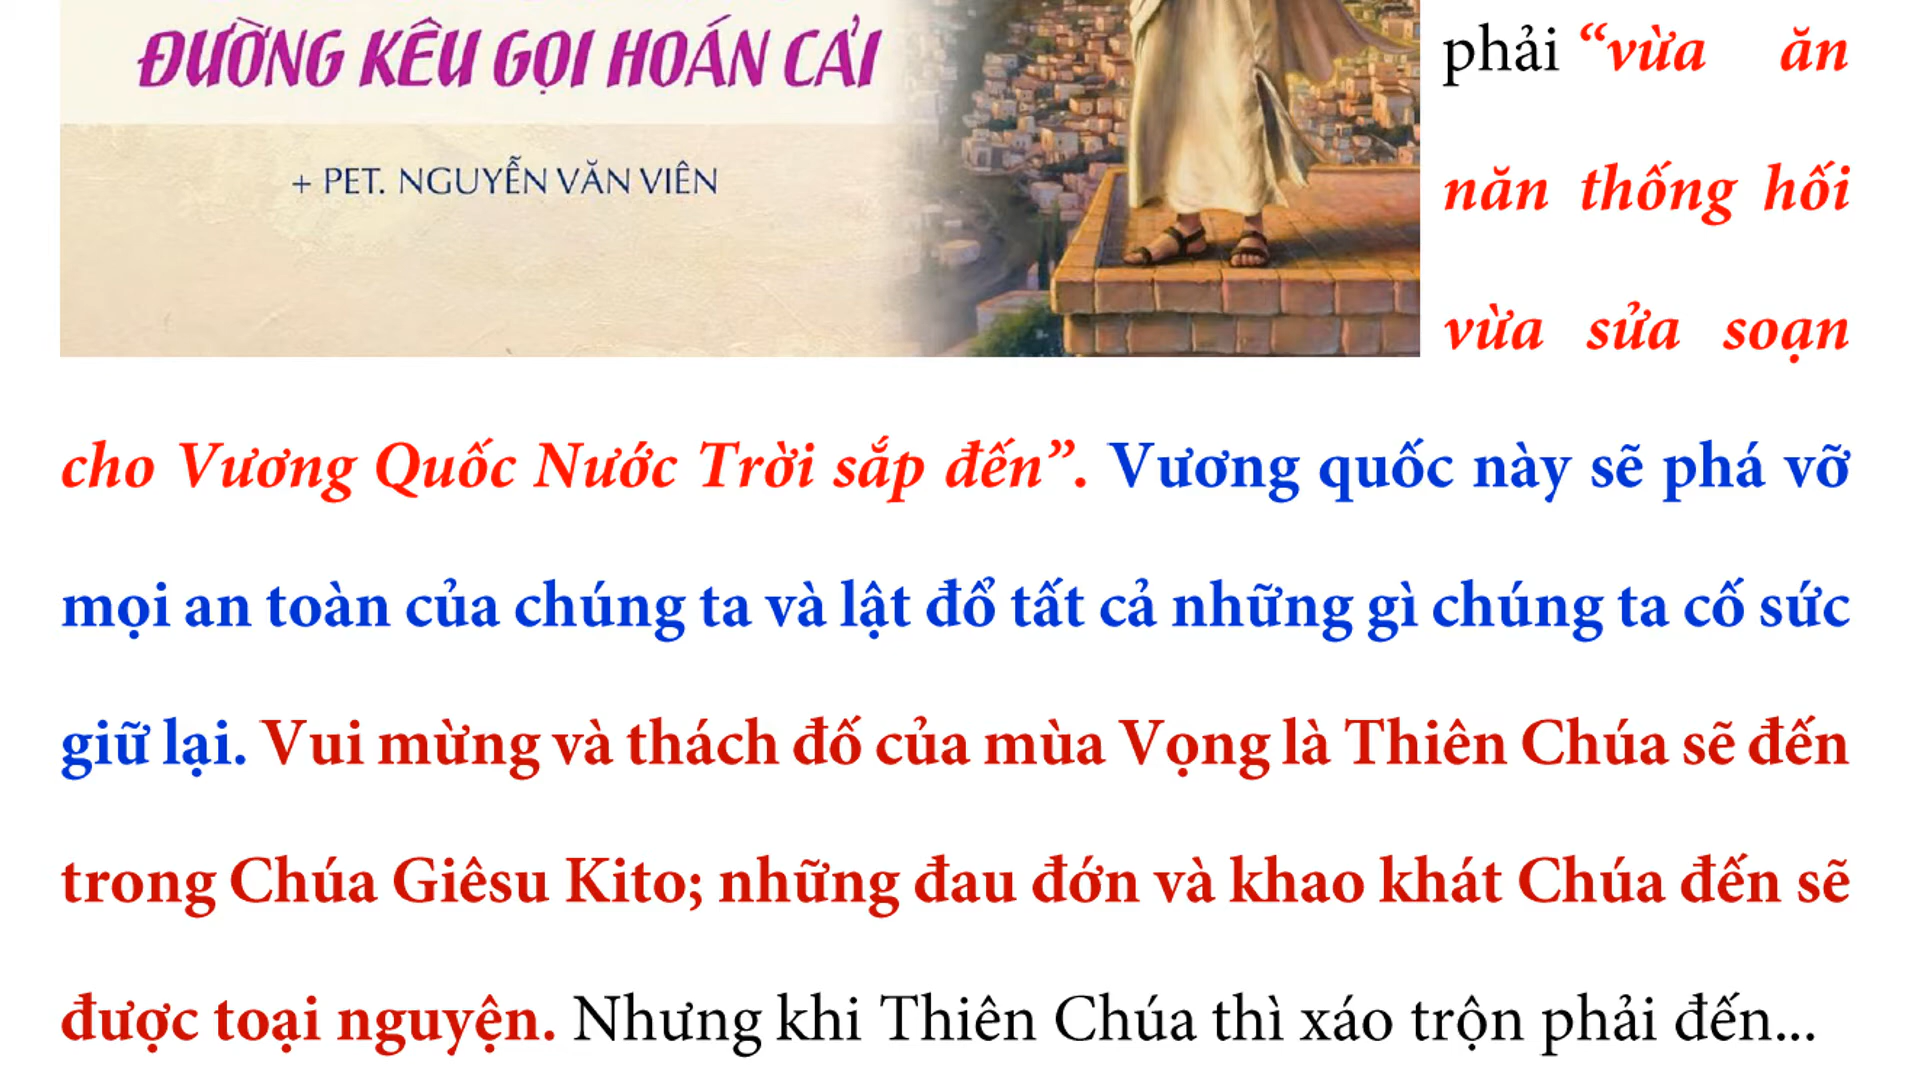 ĐƯỜNG KÊU GỌI HOÁN CẢI
+ PET. NGUYỄN VĂN VIÊN
phải “vừa ăn
năn thống hối
vừa sửa soạn
cho Vương Quốc Nước Trời sắp đến”. Vương quốc này sẽ phá vỡ
mọi an toàn của chúng ta và lật đổ tất cả những gì chúng ta cố sức
giữ lại. Vui mừng và thách đố của mùa Vọng là Thiên Chúa sẽ đến
trong Chúa Giêsu Kito; những đau đớn và khao khát Chúa đến sẽ
được toại nguyện. Nhưng khi Thiên Chúa thì xáo trộn phải đến...